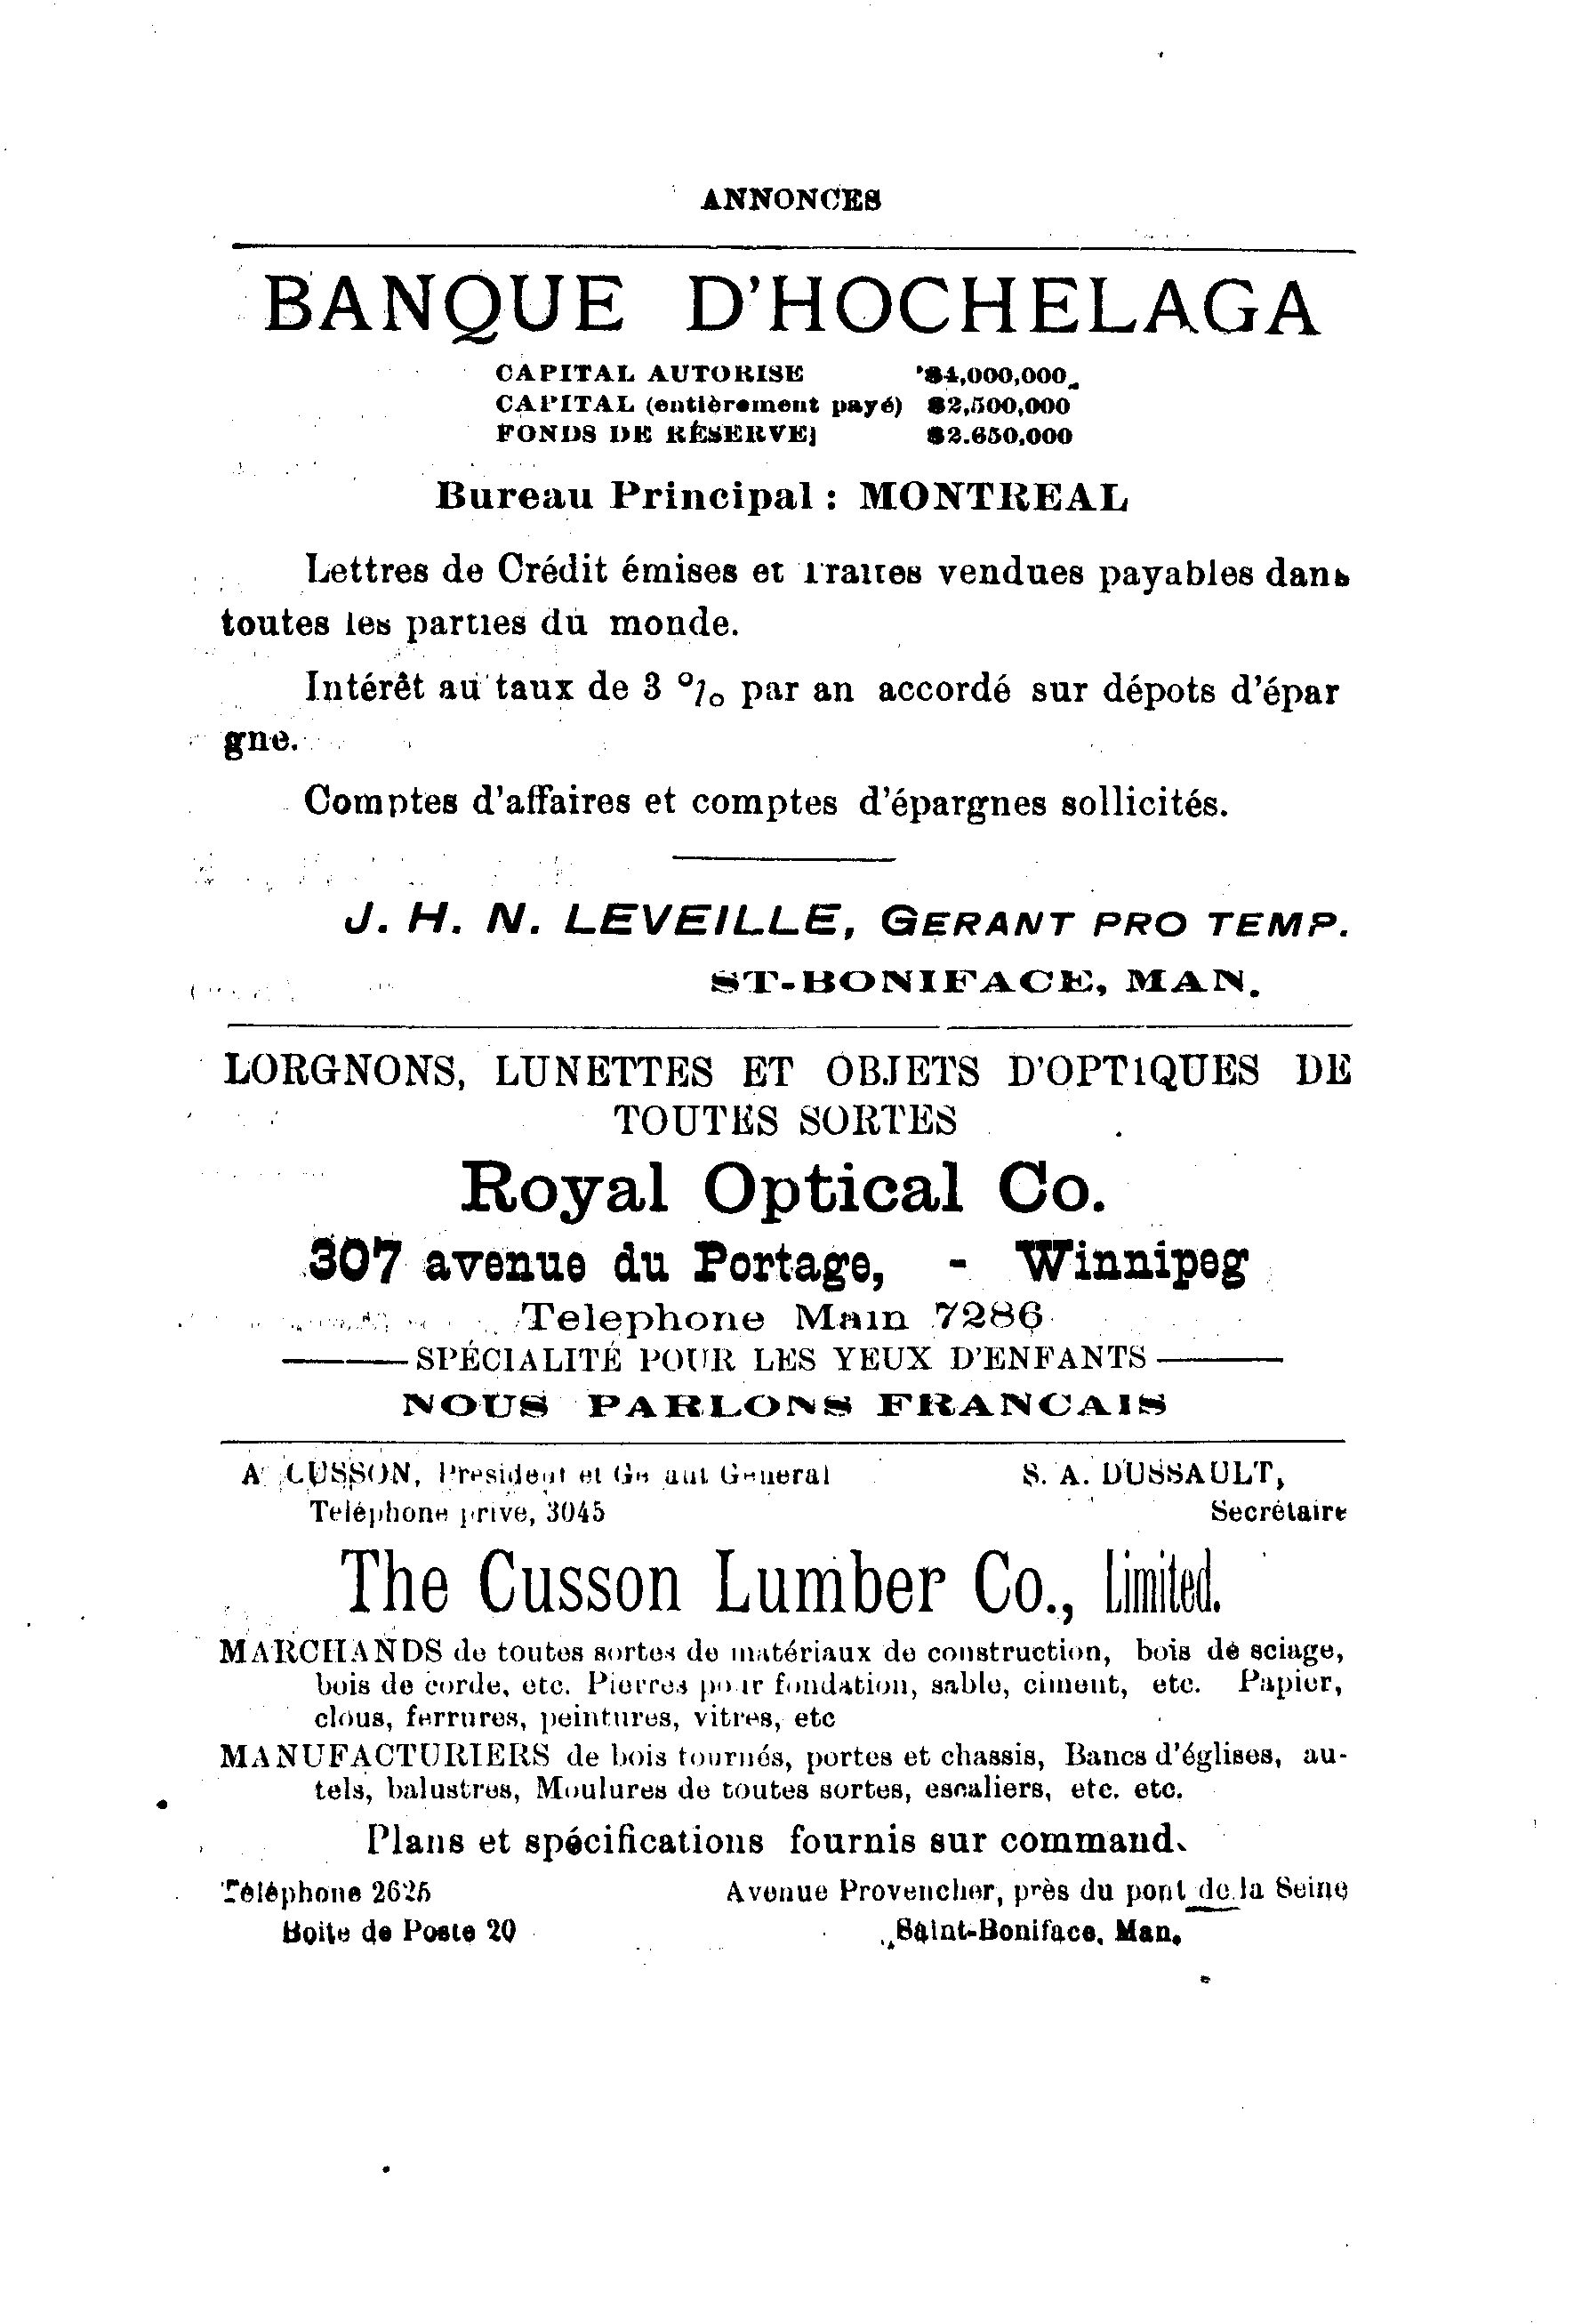 ANNONCES
BANQUE D'HOCHELAGA
CAPITAL AUTORISE $4,000,000
CAPITAL (entièrement payé) $2,500,000
FONDS DE RÉSERVE $2.650,000
Bureau Principal : MONTREAL
Lettres de Crédit émises et Traites vendues payables dans
toutes les parties du monde.
Intérêt au taux de 3 % par an accordé sur dépots d'épar
gne.
Comptes d'affaires et comptes d'épargnes sollicités.
J. H. N. LEVEILLE, GERANT PRO TEMP.
ST-BONIFACE, MAN.
LORGNONS, LUNETTES ET OBJETS D'OPTIQUES DE
TOUTES SORTES
Royal Optical Co.
307 avenue du Portage, - Winnipeg
Telephone Main 7286
SPÉCIALITÉ POUR LES YEUX D'ENFANTS
NOUS PARLONS FRANCAIS
A CUSSON, President et General S. A. DUSSAULT,
Teléphone prive, 3045 Secrétaire
The Cusson Lumber Co., Limited.
MARCHANDS de toutes sortes de matériaux de construction, bois de sciage,
bois de corde, etc. Pierres pour fondation, sable, ciment, etc. Papier,
clous, ferrures, peintures, vitres, etc
MANUFACTURIERS de bois tournés, portes et chassis, Bancs d'églises, au-
tels, balustres, Moulures de toutes sortes, escaliers, etc. etc.
Plans et spécifications fournis sur command
Téléphone 2625 Avenue Provencher, près du pont de la Seine
Boite de Poste 20 Saint-Boniface, Man.